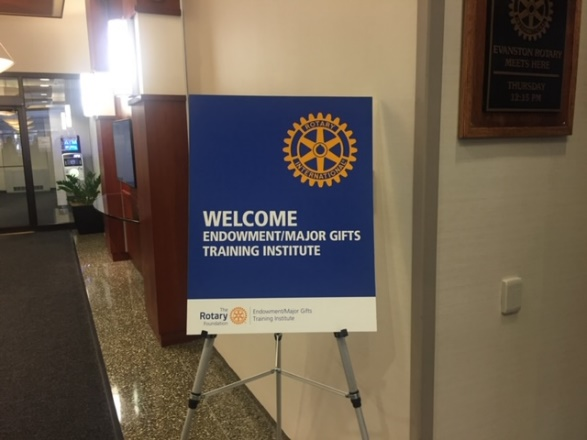 EVANSTON ROTARY
MEETS HERE
THURSDAY
12:15 PM
ROTARY
INTERNATIONAL
WELCOME
ENDOWMENT/MAJOR GIFTS
TRAINING INSTITUTE
The
Rotary
Foundation
Endowment/Major Gifts
Training Institute
ATM